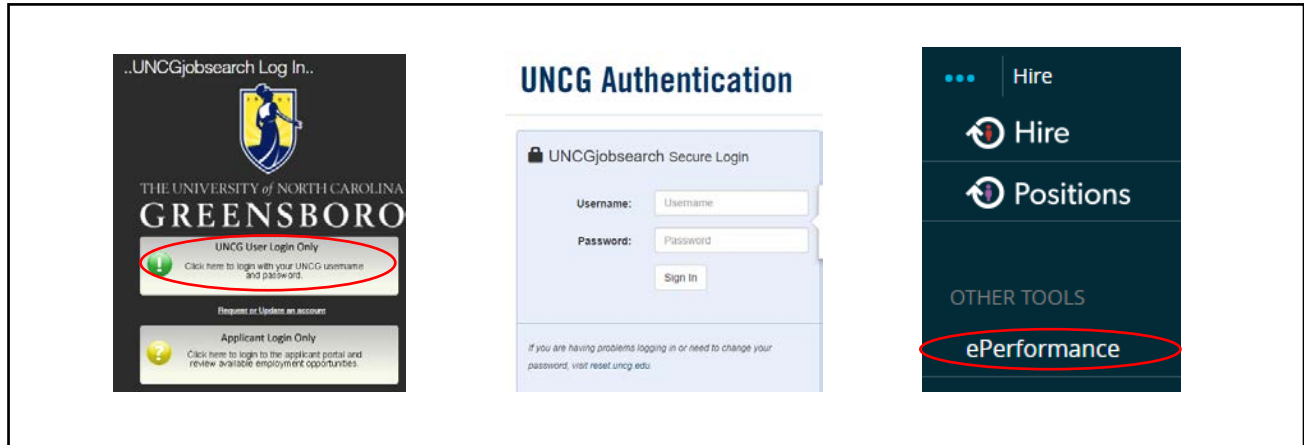 ..UNCGjobsearch Log In..
THE UNIVERSITY of NORTH CAROLINA
GREENSBORO
UNCG User Login Only
Click here to login with your UNCG username
and password.
Request or Update an account
Applicant Login Only
Click here to login to the applicant portal and
review available employment opportunities.
UNCG Authentication
UNCGjobsearch Secure Login
Username:
Username
Password:
Password
Sign In
If you are having problems logging in or need to change your
password, visit reset.uncg.edu.
Hire
Hire
Positions
OTHER TOOLS
ePerformance